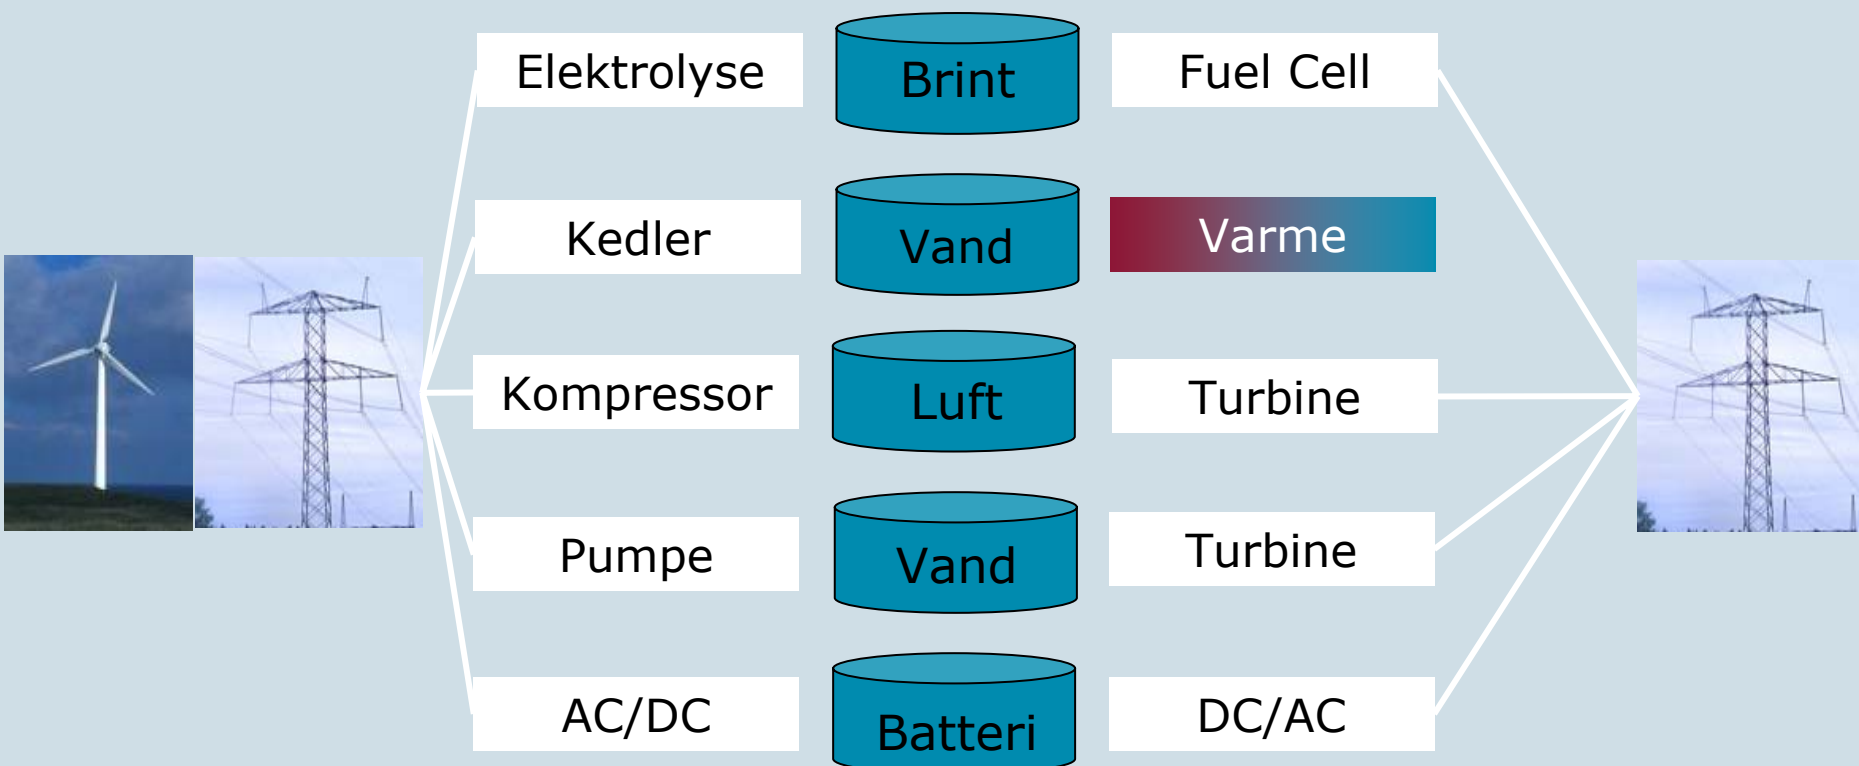 Elektrolyse
Brint
Fuel Cell
Kedler
Vand
Varme
Kompressor
Luft
Turbine
Pumpe
Vand
Turbine
AC/DC
Batteri
DC/AC